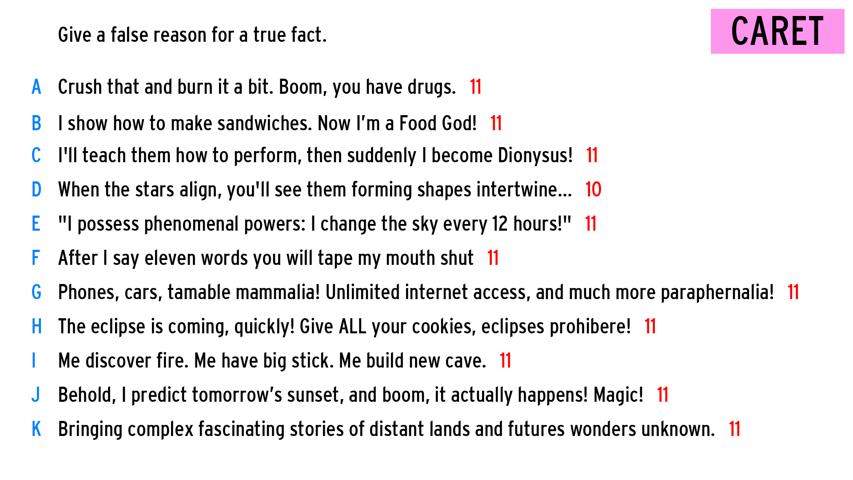 CARET
Give a false reason for a true fact.
A Crush that and burn it a bit. Boom, you have drugs. 11
B I show how to make sandwiches. Now I'm a Food God! 11
C I'll teach them how to perform, then suddenly I become Dionysus! 11
D When the stars align, you'll see them forming shapes intertwine... 10
E "I possess phenomenal powers: I change the sky every 12 hours!" 11
F After I say eleven words you will tape my mouth shut 11
G Phones, cars, tamable mammalia! Unlimited internet access, and much more paraphernalia! 11
H The eclipse is coming, quickly! Give ALL your cookies, eclipses prohibere! 11
I Me discover fire. Me have big stick. Me build new cave. 11
J Behold, I predict tomorrow's sunset, and boom, it actually happens! Magic! 11
K Bringing complex fascinating stories of distant lands and futures wonders unknown. 11